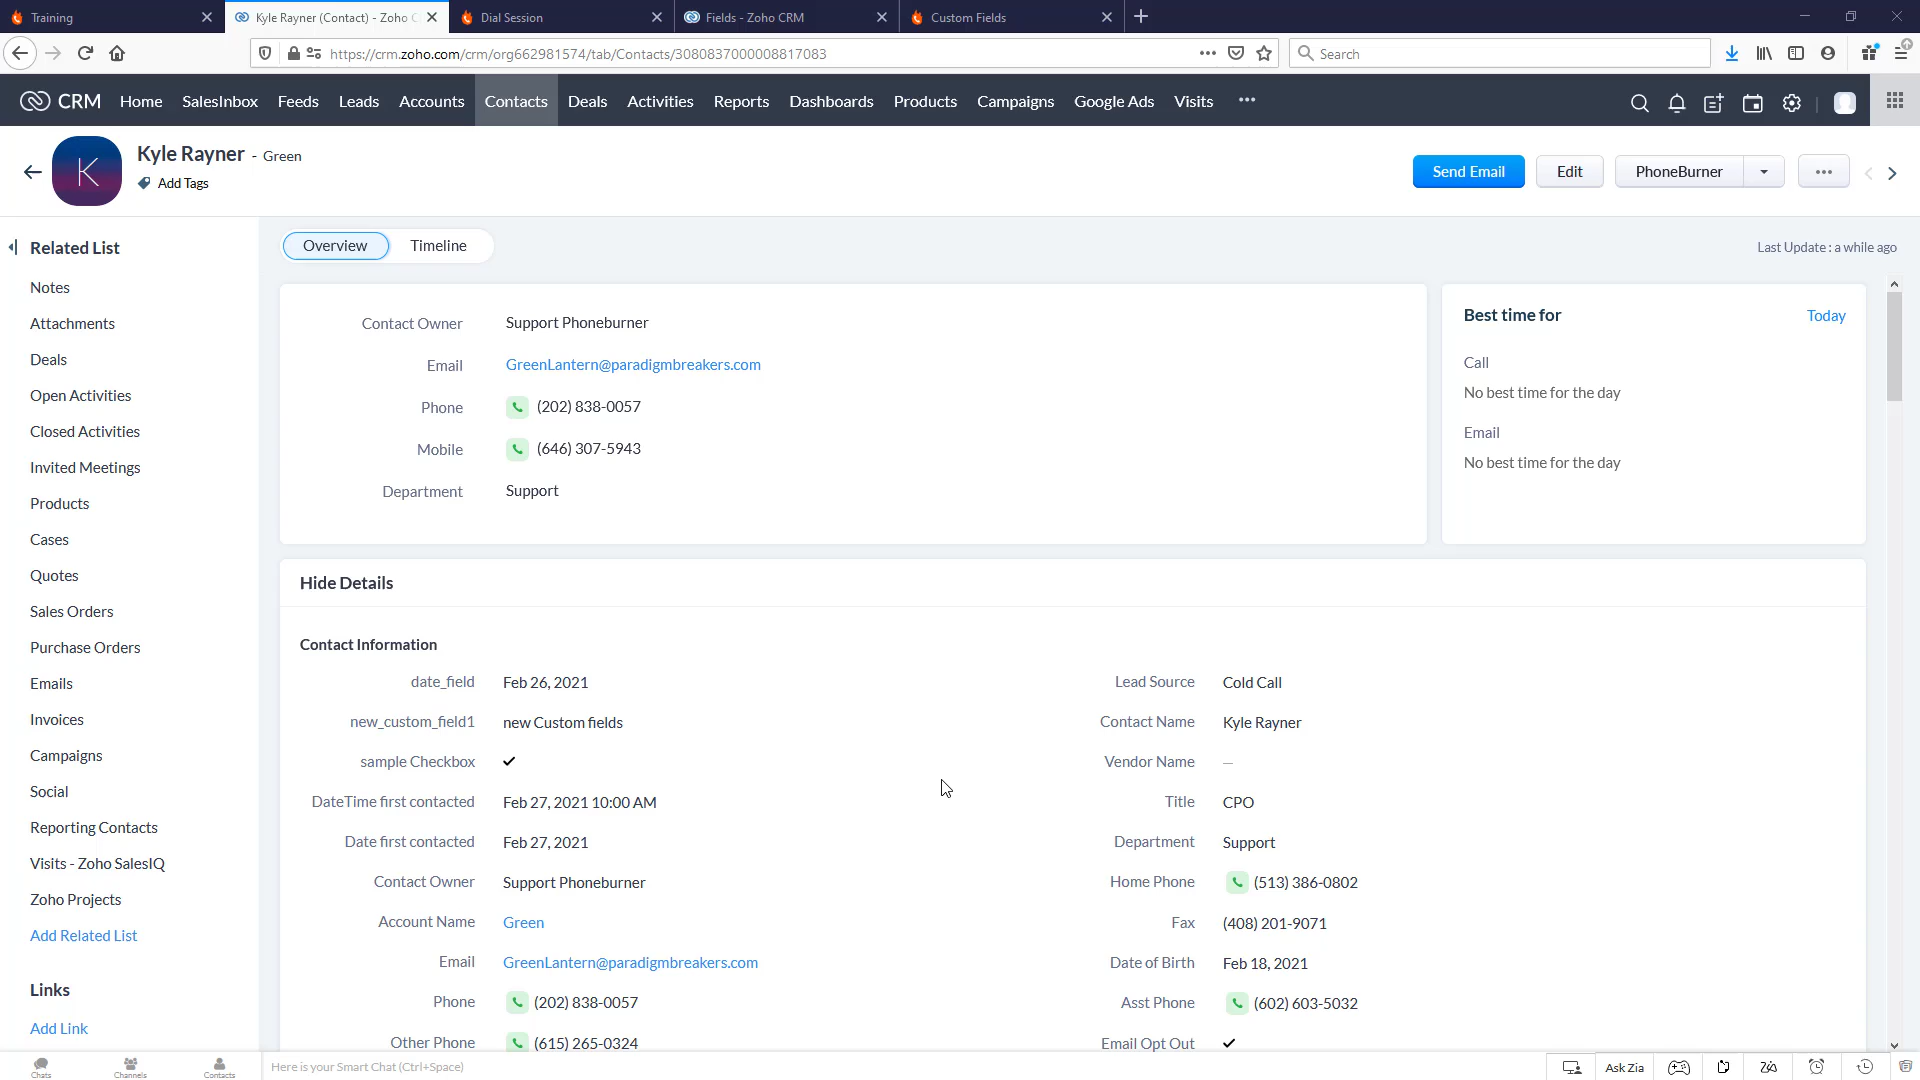 Training
Kyle Rayner (Contact) - Zoho C
Dial Session
Fields - Zoho CRM
Custom Fields
https://crm.zoho.com/crm/org662981574/tab/Contacts/3080837000008817083
Search
CRM
Home
SalesInbox
Feeds
Leads
Accounts
Contacts
Deals
Activities
Reports
Dashboards
Products
Campaigns
Google Ads
Visits
K
Kyle Rayner - Green
Add Tags
Send Email
Edit
PhoneBurner
Related List
Notes
Attachments
Deals
Open Activities
Closed Activities
Invited Meetings
Products
Cases
Quotes
Sales Orders
Purchase Orders
Emails
Invoices
Campaigns
Social
Reporting Contacts
Visits - Zoho SalesIQ
Zoho Projects
Add Related List
Links
Add Link
Overview
Timeline
Last Update : a while ago
Contact Owner Support Phoneburner
Email GreenLantern@paradigmbreakers.com
Phone (202) 838-0057
Mobile (646) 307-5943
Department Support
Best time for
Today
Call
No best time for the day
Email
No best time for the day
Hide Details
Contact Information
date_field Feb 26, 2021
new_custom_field1 new Custom fields
sample Checkbox
DateTime first contacted Feb 27, 2021 10:00 AM
Date first contacted Feb 27, 2021
Contact Owner Support Phoneburner
Account Name Green
Email GreenLantern@paradigmbreakers.com
Phone (202) 838-0057
Other Phone (615) 265-0324
Lead Source Cold Call
Contact Name Kyle Rayner
Vendor Name —
Title CPO
Department Support
Home Phone (513) 386-0802
Fax (408) 201-9071
Date of Birth Feb 18, 2021
Asst Phone (602) 603-5032
Email Opt Out
Chats
Channels
Contacts
Here is your Smart Chat (Ctrl+Space)
Ask Zia